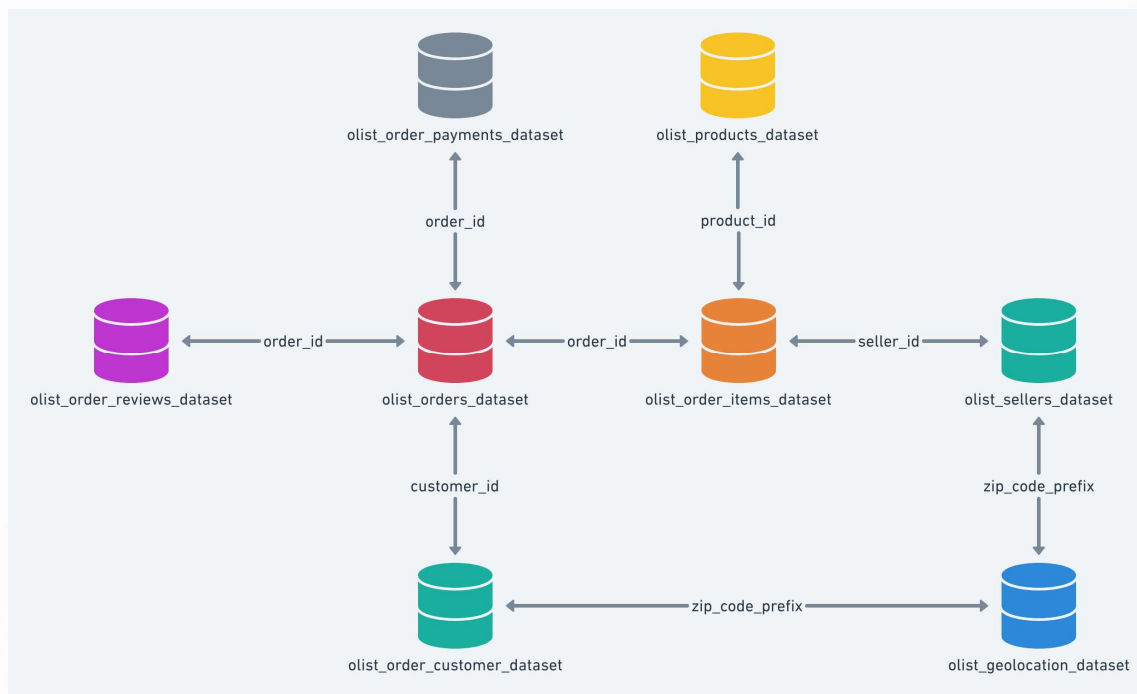 olist_order_payments_dataset
olist_products_dataset
order_id
product_id
order_id
order_id
seller_id
olist_order_reviews_dataset
olist_orders_dataset
olist_order_items_dataset
olist_sellers_dataset
customer_id
zip_code_prefix
zip_code_prefix
olist_order_customer_dataset
olist_geolocation_dataset